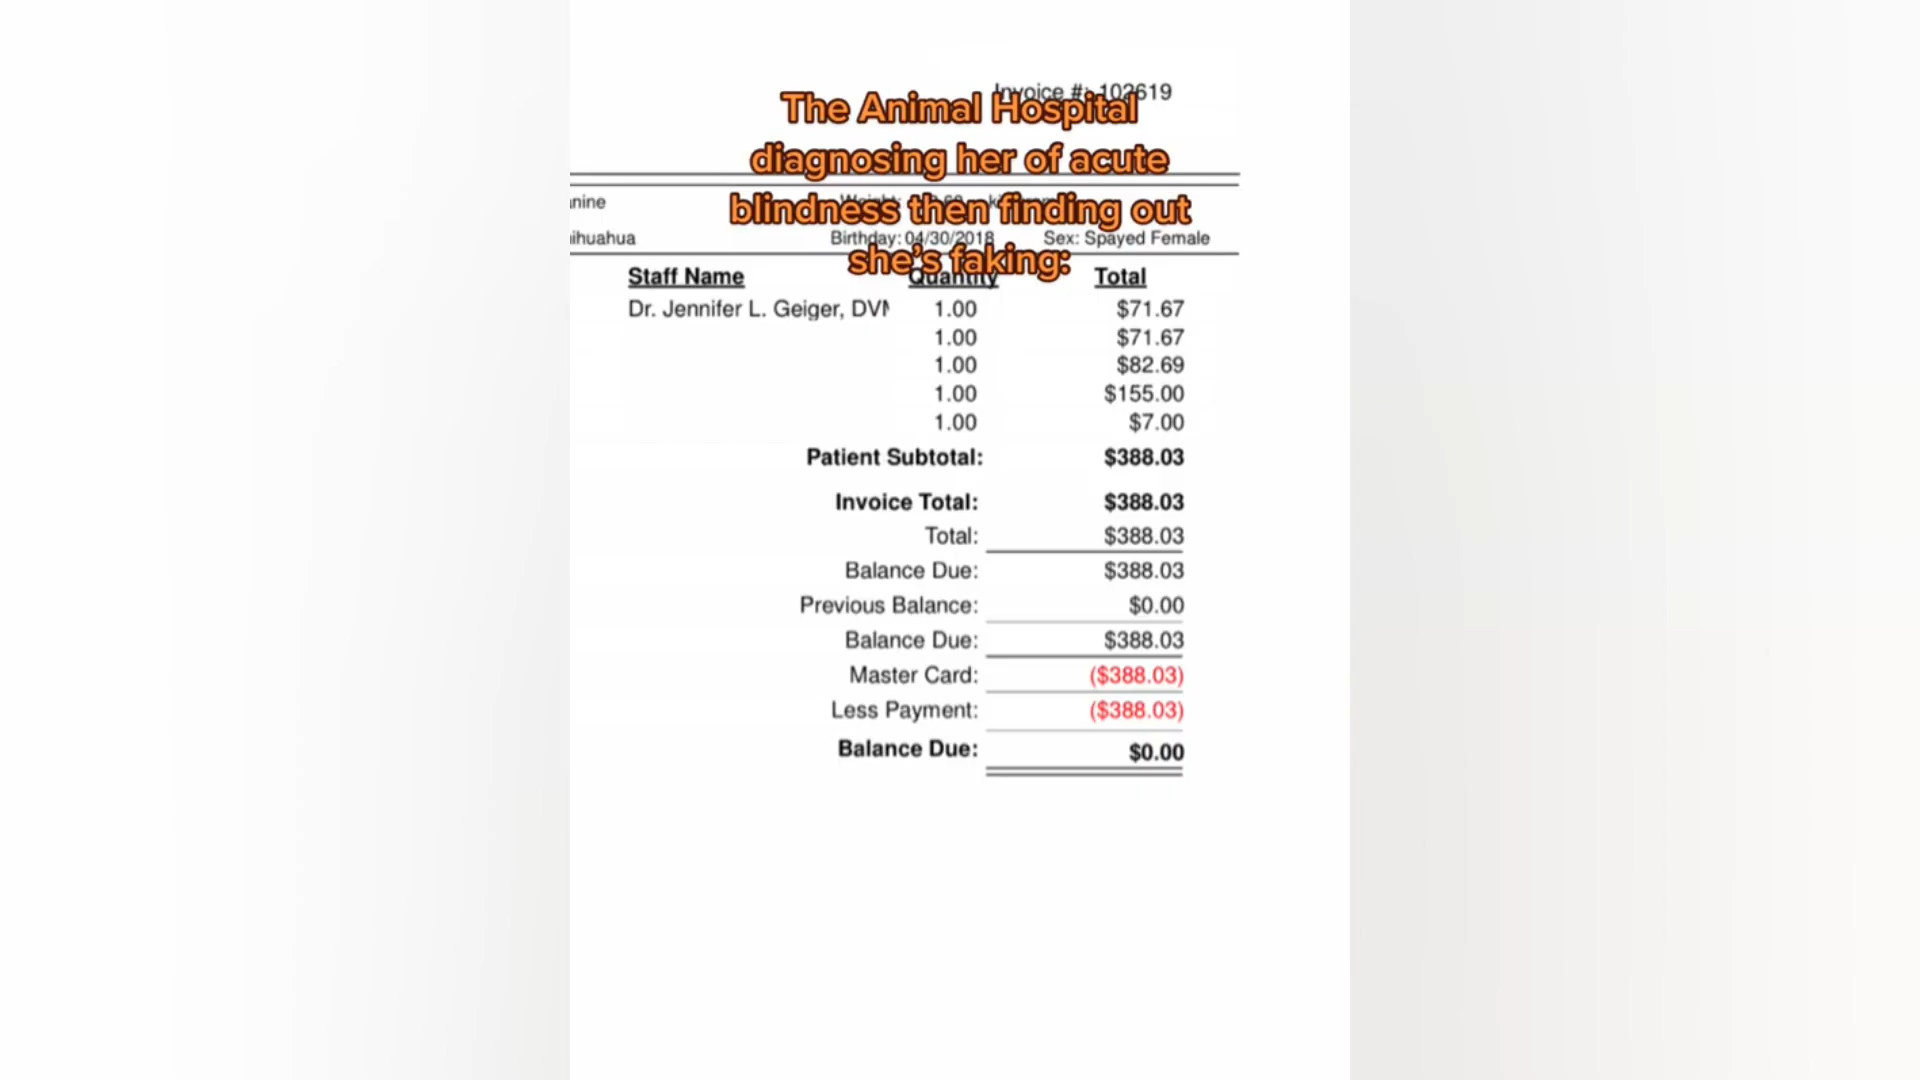 Invoice #: 102619
The Animal Hospital
diagnosing her of acute
blindness then finding out
she's faking:
nine Weight:
ihuahua Birthday: 04/30/2018 Sex: Spayed Female
Staff Name Quantity Total
Dr. Jennifer L. Geiger, DVM 1.00 $71.67
1.00 $71.67
1.00 $82.69
1.00 $155.00
1.00 $7.00
Patient Subtotal: $388.03
Invoice Total: $388.03
Total: $388.03
Balance Due: $388.03
Previous Balance: $0.00
Balance Due: $388.03
Master Card: ($388.03)
Less Payment: ($388.03)
Balance Due: $0.00